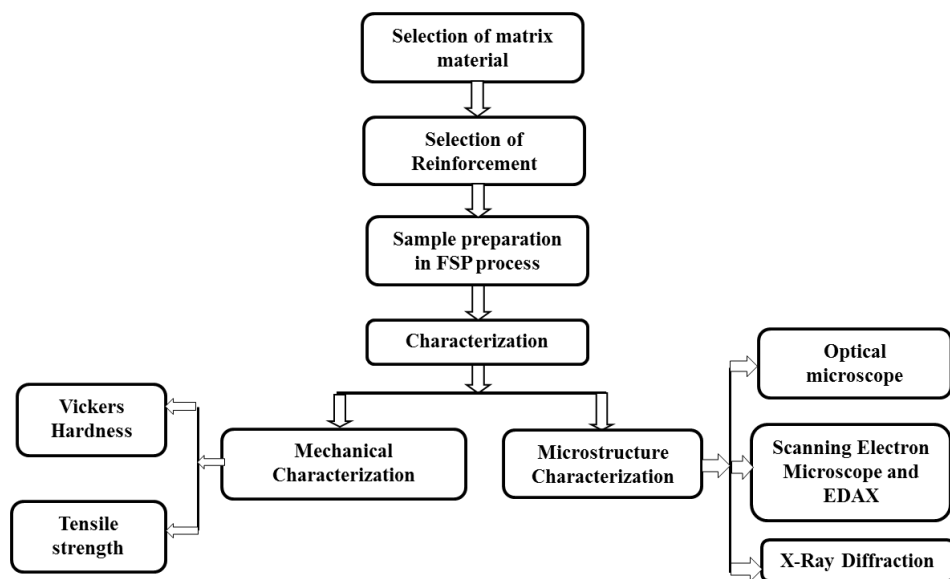 Selection of matrix
material
Selection of
Reinforcement
Sample preparation
in FSP process
Characterization
Mechanical
Characterization
Microstructure
Characterization
Vickers
Hardness
Tensile
strength
Optical
microscope
Scanning Electron
Microscope and
EDAX
X-Ray Diffraction